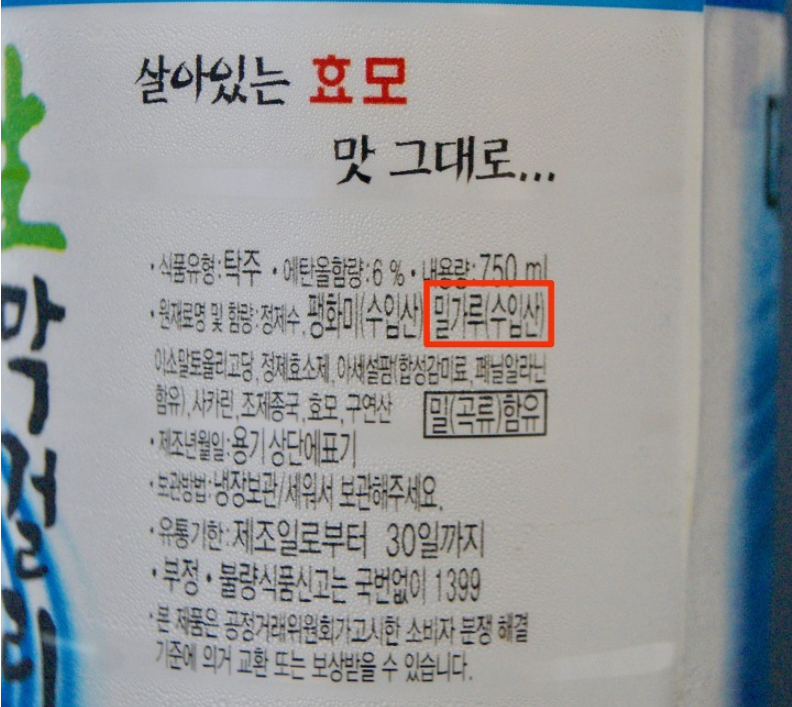 살아있는 효모
맛 그대로...
막걸리
·식품유형:탁주 ·에탄올함량:6 %·내용량:750 ml
·원재료명 및 함량:정제수, 팽화미(수입산) 밀가루(수입산)
이소말토올리고당, 정제효소제, 아세설팜(합성감미료, 페닐알라닌
함유), 사카린, 조제종국, 효모, 구연산 밀(곡류)함유
·제조년월일:용기 상단에표기
·보관방법:냉장보관/세워서 보관해주세요.
·유통기한:제조일로부터 30일까지
·부정·불량식품신고는 국번없이 1399
·본 제품은 공정거래위원회가고시한 소비자 분쟁 해결
기준에 의거 교환 또는 보상받을 수 있습니다.